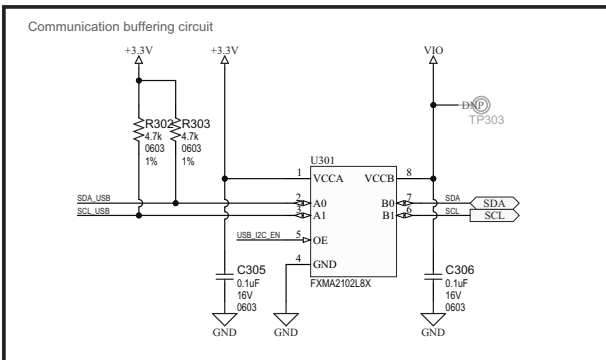 Communication buffering circuit
+3.3V +3.3V VIO
DNP
TP303
R302 R303
4.7k 4.7k
0603 0603
1% 1%
U301
1 VCCA VCCB 8
SDA_USB 2 A0 B0 7 SDA SDA
SCL_USB 3 A1 B1 6 SCL SCL
USB_I2C_EN 5 OE
4 GND
FXMA2102L8X
C305 C306
0.1uF 0.1uF
16V 16V
0603 0603
GND GND GND